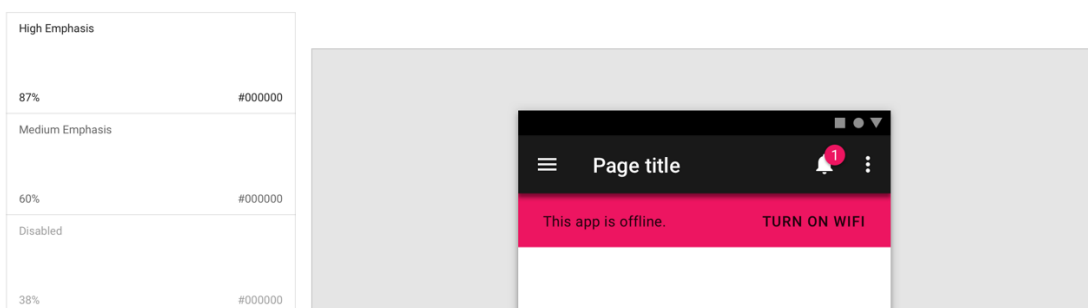 High Emphasis
87% #000000
Medium Emphasis
60% #000000
Disabled
38% #000000
Page title
1
This app is offline. TURN ON WIFI